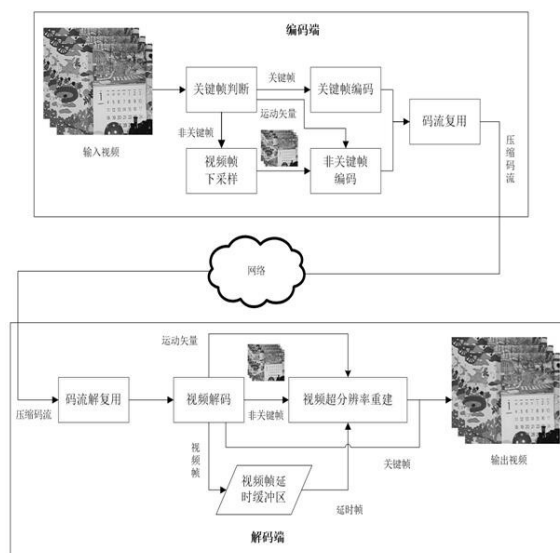 编码端
关键帧判断
关键帧
关键帧编码
运动矢量
码流复用
输入视频
非关键帧
视频帧
下采样
非关键帧
编码
压缩码流
网络
运动矢量
码流解复用
视频解码
视频超分辨率重建
压缩码流
非关键帧
视频帧
关键帧
输出视频
视频帧延
时缓冲区
延时帧
解码端